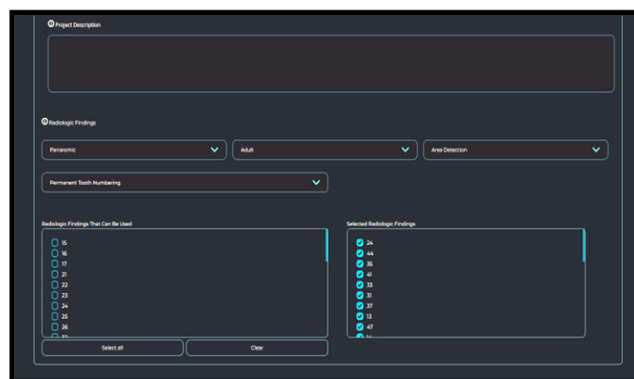 Project Description
Radiologic Findings
Panaromic
Adult
Area Detection
Permanent Tooth Numbering
Radiologic Findings That Can Be Used
15
16
17
21
22
23
24
25
26
Select all
Clear
Selected Radiologic Findings
24
44
35
41
33
31
37
13
47